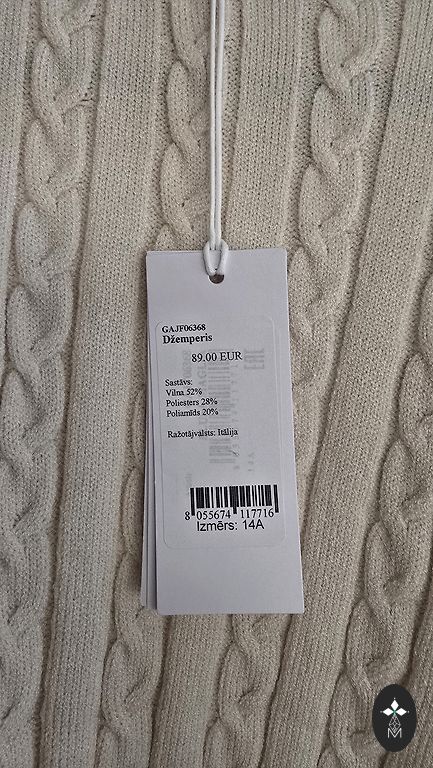 GAJF06368
Džemperis
89.00 EUR
Sastāvs:
Vilna 52%
Poliesters 28%
Poliamīds 20%
Ražotājvalsts: Itālija
8 055674 117716
Izmērs: 14A
M